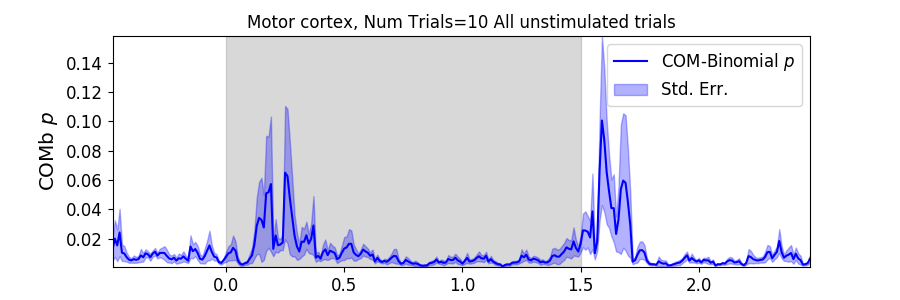 Motor cortex, Num Trials=10 All unstimulated trials
COMb p
0.14
0.12
0.10
0.08
0.06
0.04
0.02
COM-Binomial p
Std. Err.
0.0 0.5 1.0 1.5 2.0